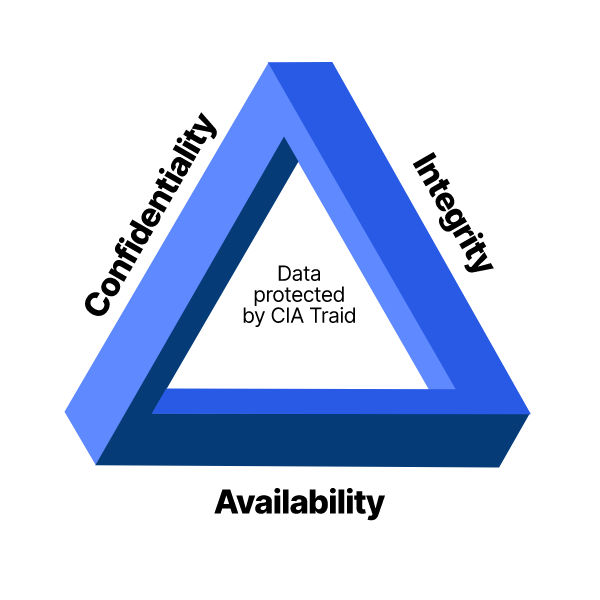 Confidentiality
Integrity
Data
protected
by CIA Traid
Availability